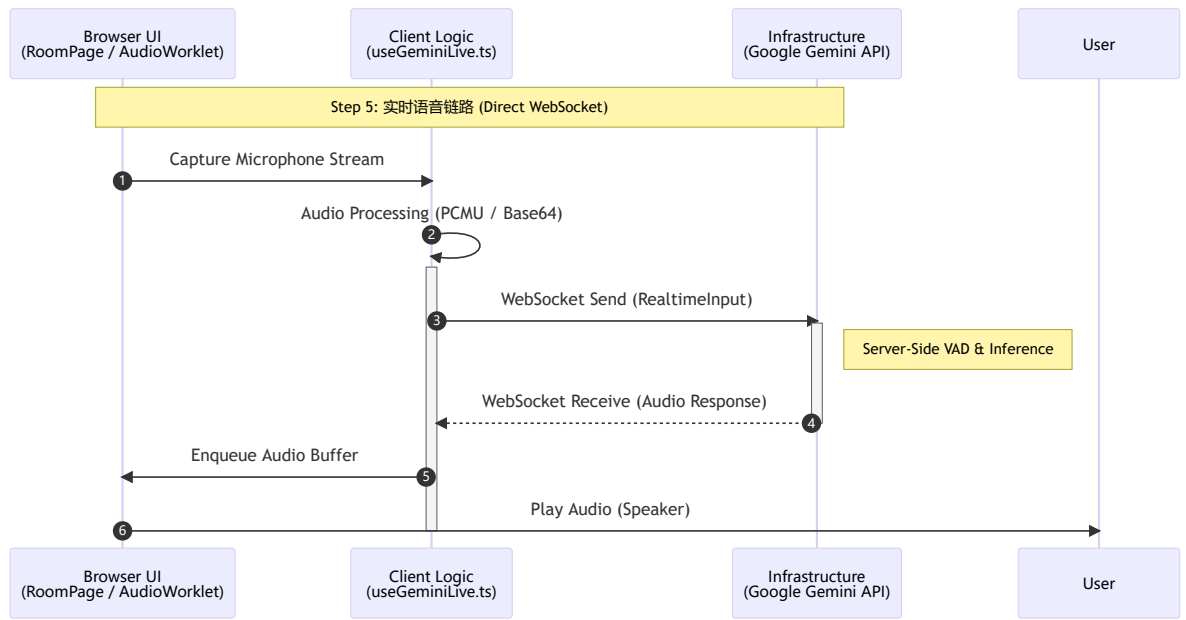 Browser UI
(RoomPage / AudioWorklet)
Client Logic
(useGeminiLive.ts)
Infrastructure
(Google Gemini API)
User
Step 5: 实时语音链路 (Direct WebSocket)
Capture Microphone Stream
1
Audio Processing (PCMU / Base64)
2
WebSocket Send (RealtimeInput)
3
Server-Side VAD & Inference
WebSocket Receive (Audio Response)
4
Enqueue Audio Buffer
5
Play Audio (Speaker)
6
Browser UI
(RoomPage / AudioWorklet)
Client Logic
(useGeminiLive.ts)
Infrastructure
(Google Gemini API)
User